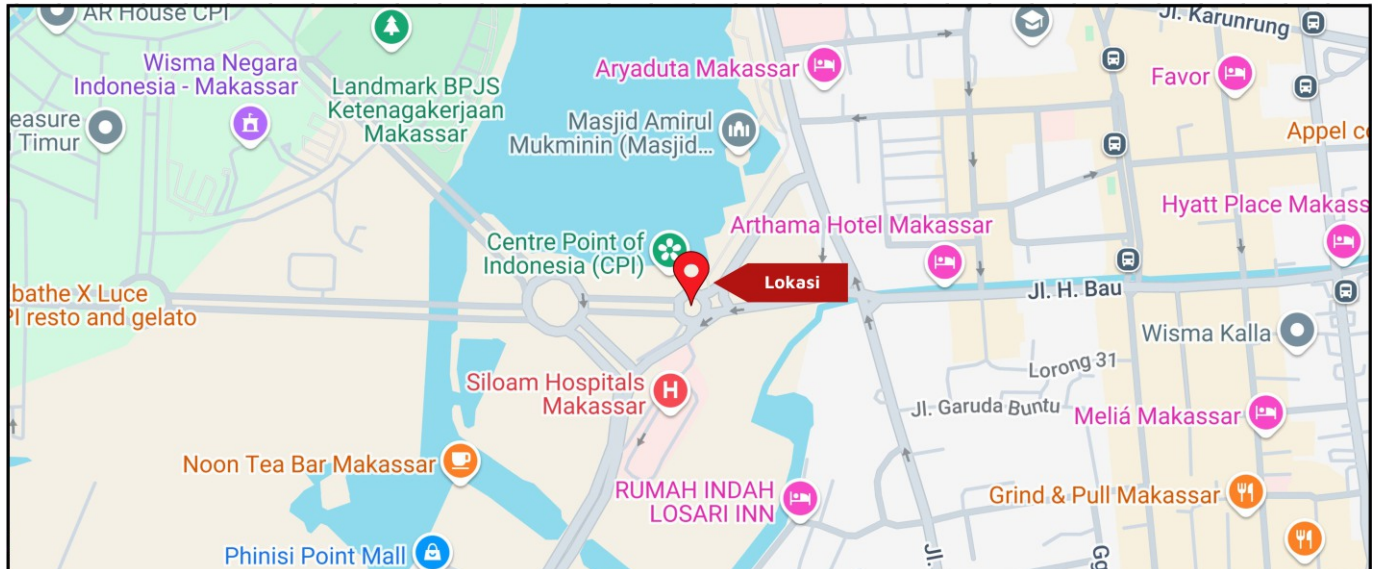 AR House CPI
Jl. Karunrung
Wisma Negara
Indonesia - Makassar
Landmark BPJS
Ketenagakerjaan
Makassar
Aryaduta Makassar
Favor
easure
Timur
Masjid Amirul
Mukminin (Masjid...
Appel co
Hyatt Place Makass
Arthama Hotel Makassar
Centre Point of
Indonesia (CPI)
Lokasi
Jl. H. Bau
bathe X Luce
PI resto and gelato
Wisma Kalla
Lorong 31
Siloam Hospitals
Makassar
H
Jl. Garuda Buntu
Meliá Makassar
Noon Tea Bar Makassar
RUMAH INDAH
LOSARI INN
Grind & Pull Makassar
Phinisi Point Mall
Jl.
Gg